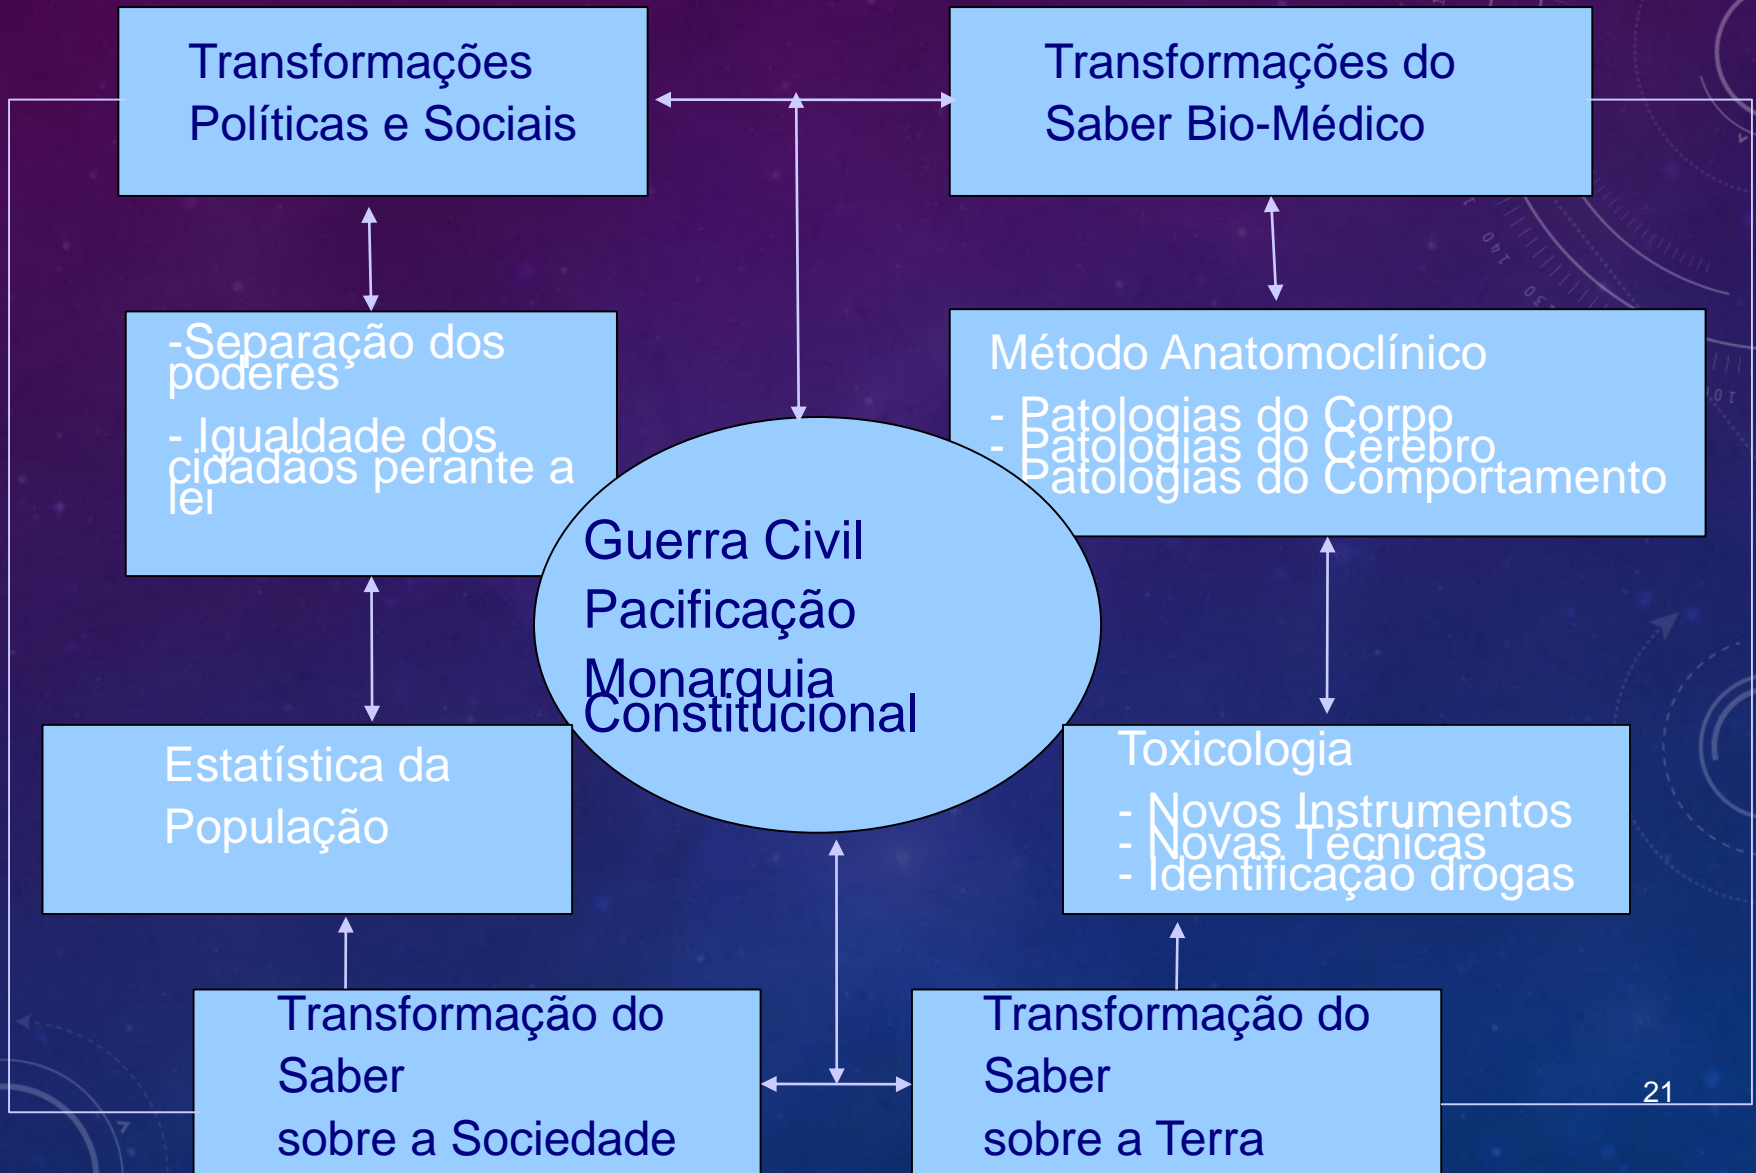 Transformações
Políticas e Sociais
Transformações do
Saber Bio-Médico
-Separação dos
poderes
- Igualdade dos
cidadãos perante a
lei
Método Anatomoclínico
- Patologias do Corpo
- Patologias do Cérebro
Patologias do Comportamento
Guerra Civil
Pacificação
Monarquia
Constitucional
Estatística da
População
Toxicologia
- Novos Instrumentos
- Novas Técnicas
- Identificação drogas
Transformação do
Saber
sobre a Sociedade
Transformação do
Saber
sobre a Terra
21